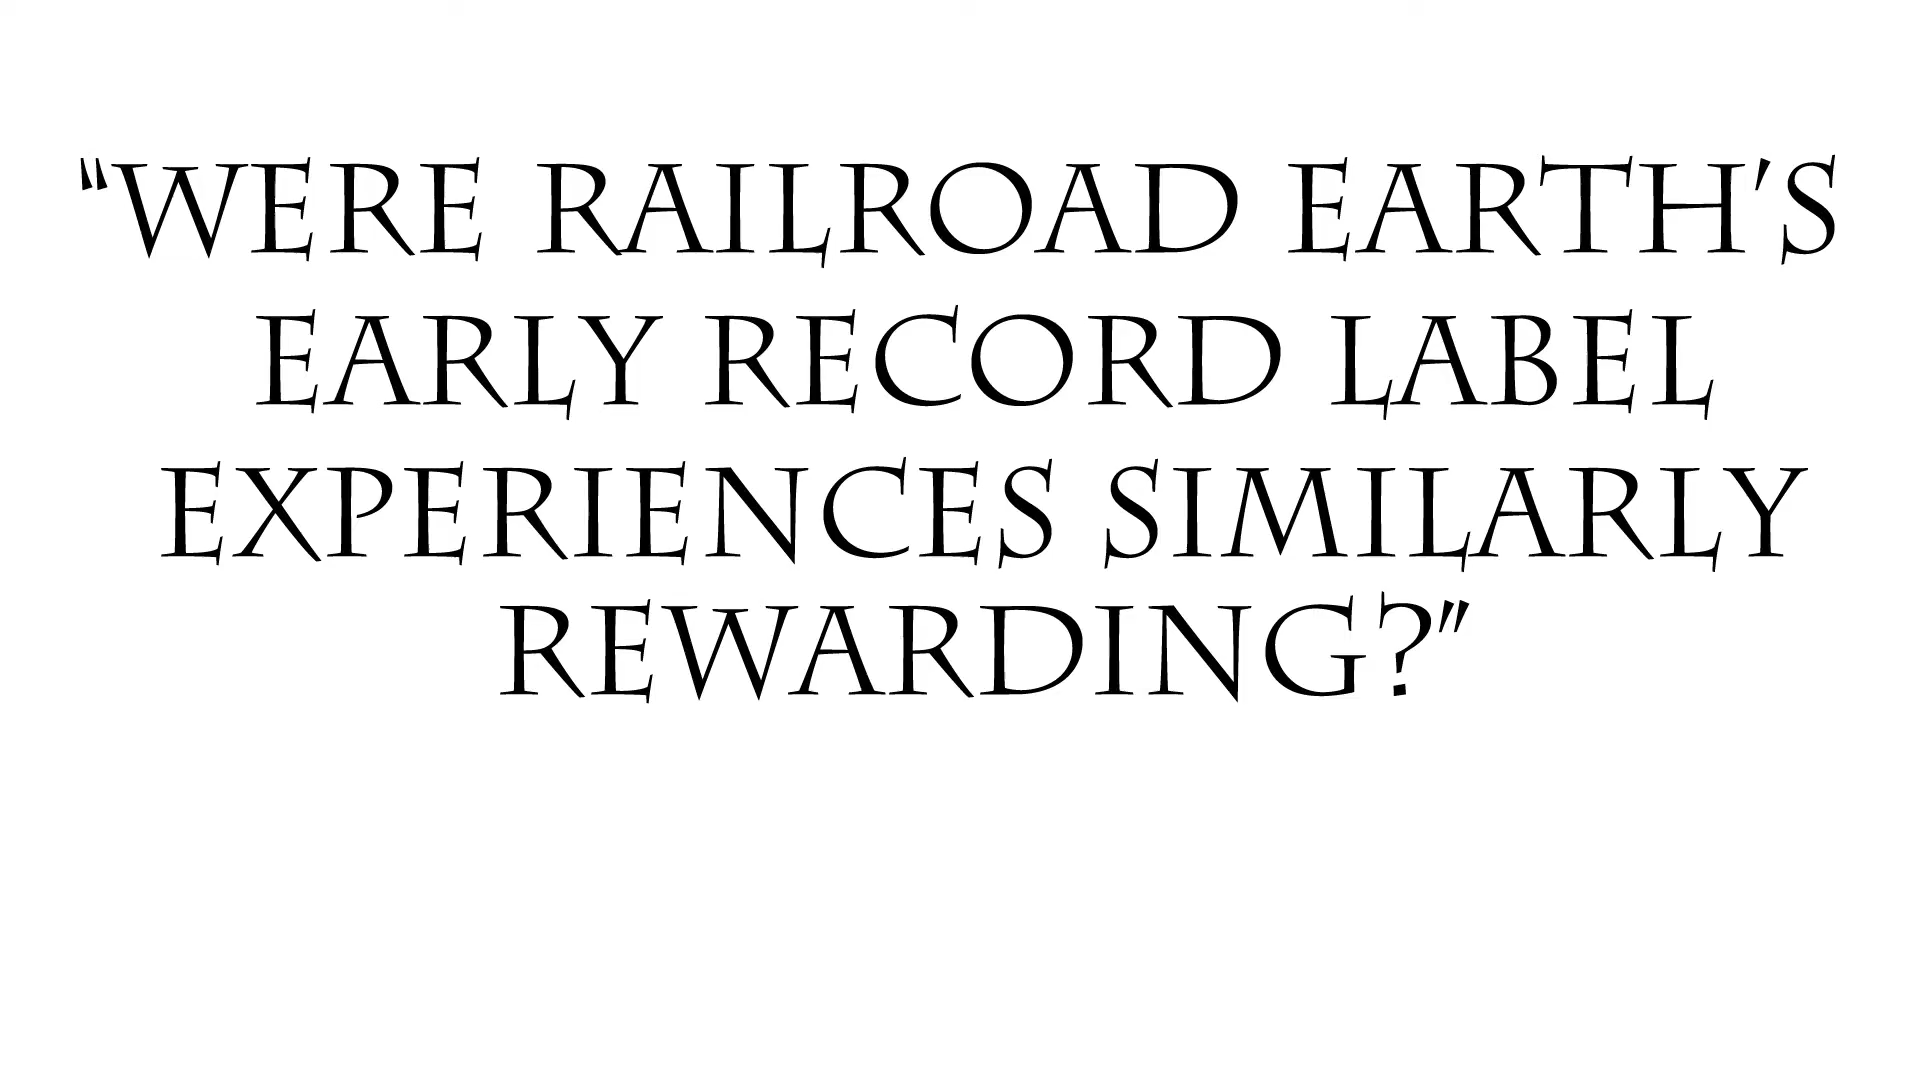 “WERE RAILROAD EARTH’S
EARLY RECORD LABEL
EXPERIENCES SIMILARLY
REWARDING?”